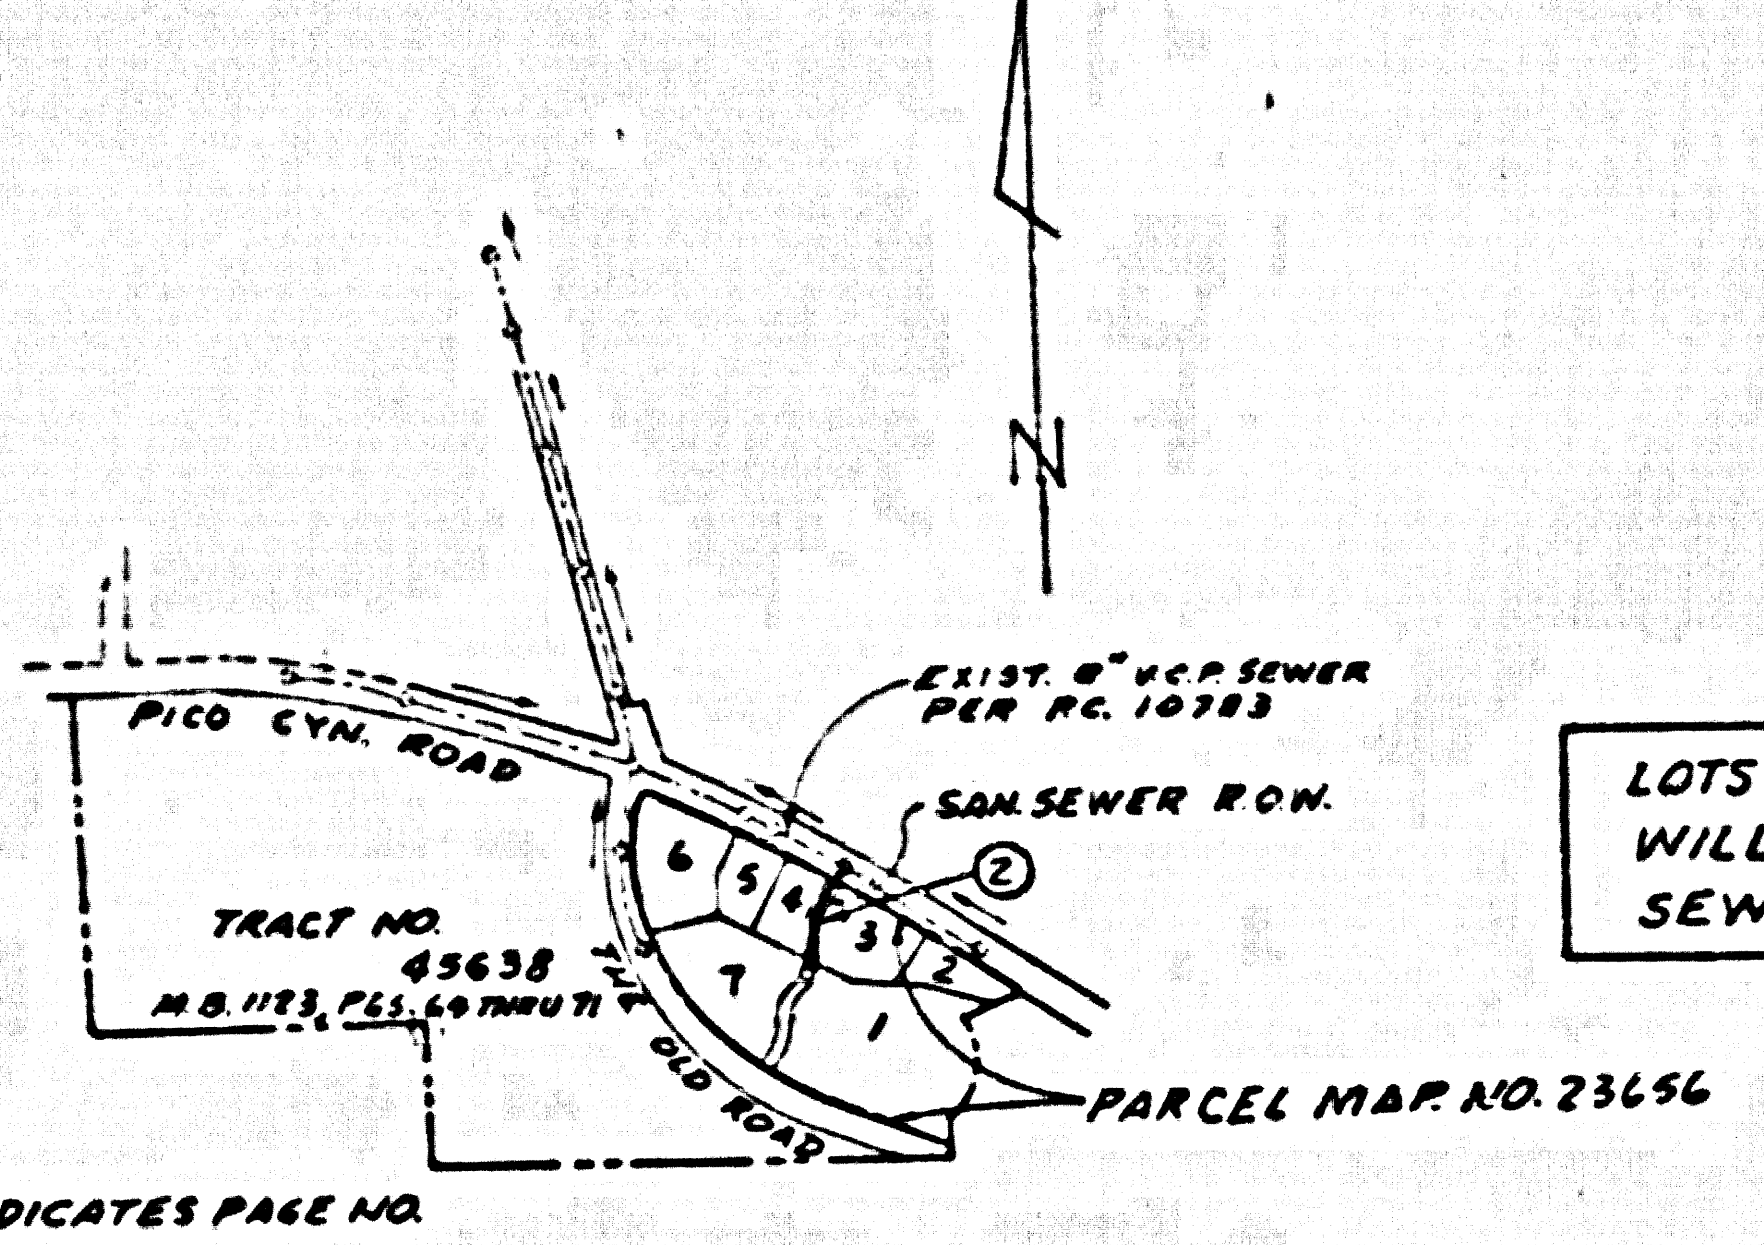 N
EXIST. 8" V.C.P. SEWER
PER P.C. 10783
PICO CYN. ROAD
SAN. SEWER R.O.W.
LOTS
WILL
SEW
2
6
5
4
3
2
7
1
TRACT NO.
45638
M.B. 1123, PGS. 69 THRU 71
THE
OLD ROAD
PARCEL MAP. NO. 23656
DICATES PAGE NO.